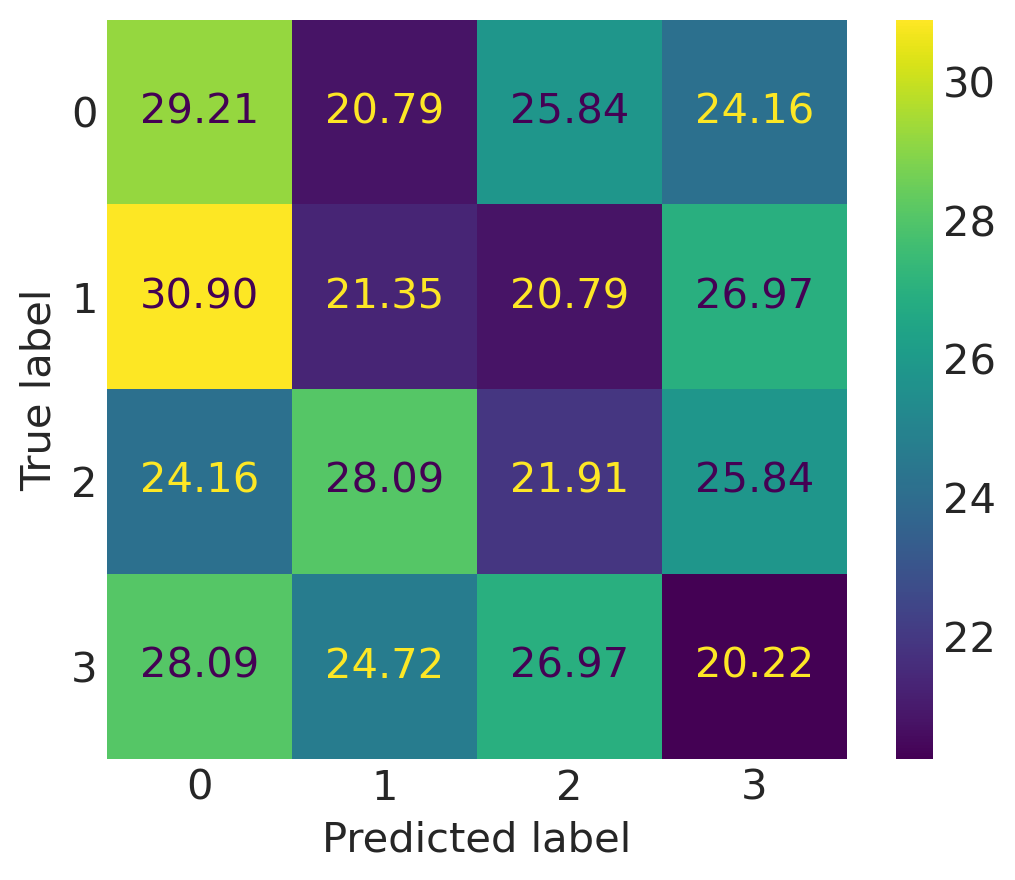 0 29.21 20.79 25.84 24.16
1 30.90 21.35 20.79 26.97
2 24.16 28.09 21.91 25.84
3 28.09 24.72 26.97 20.22
0 1 2 3
Predicted label
True label
30
28
26
24
22